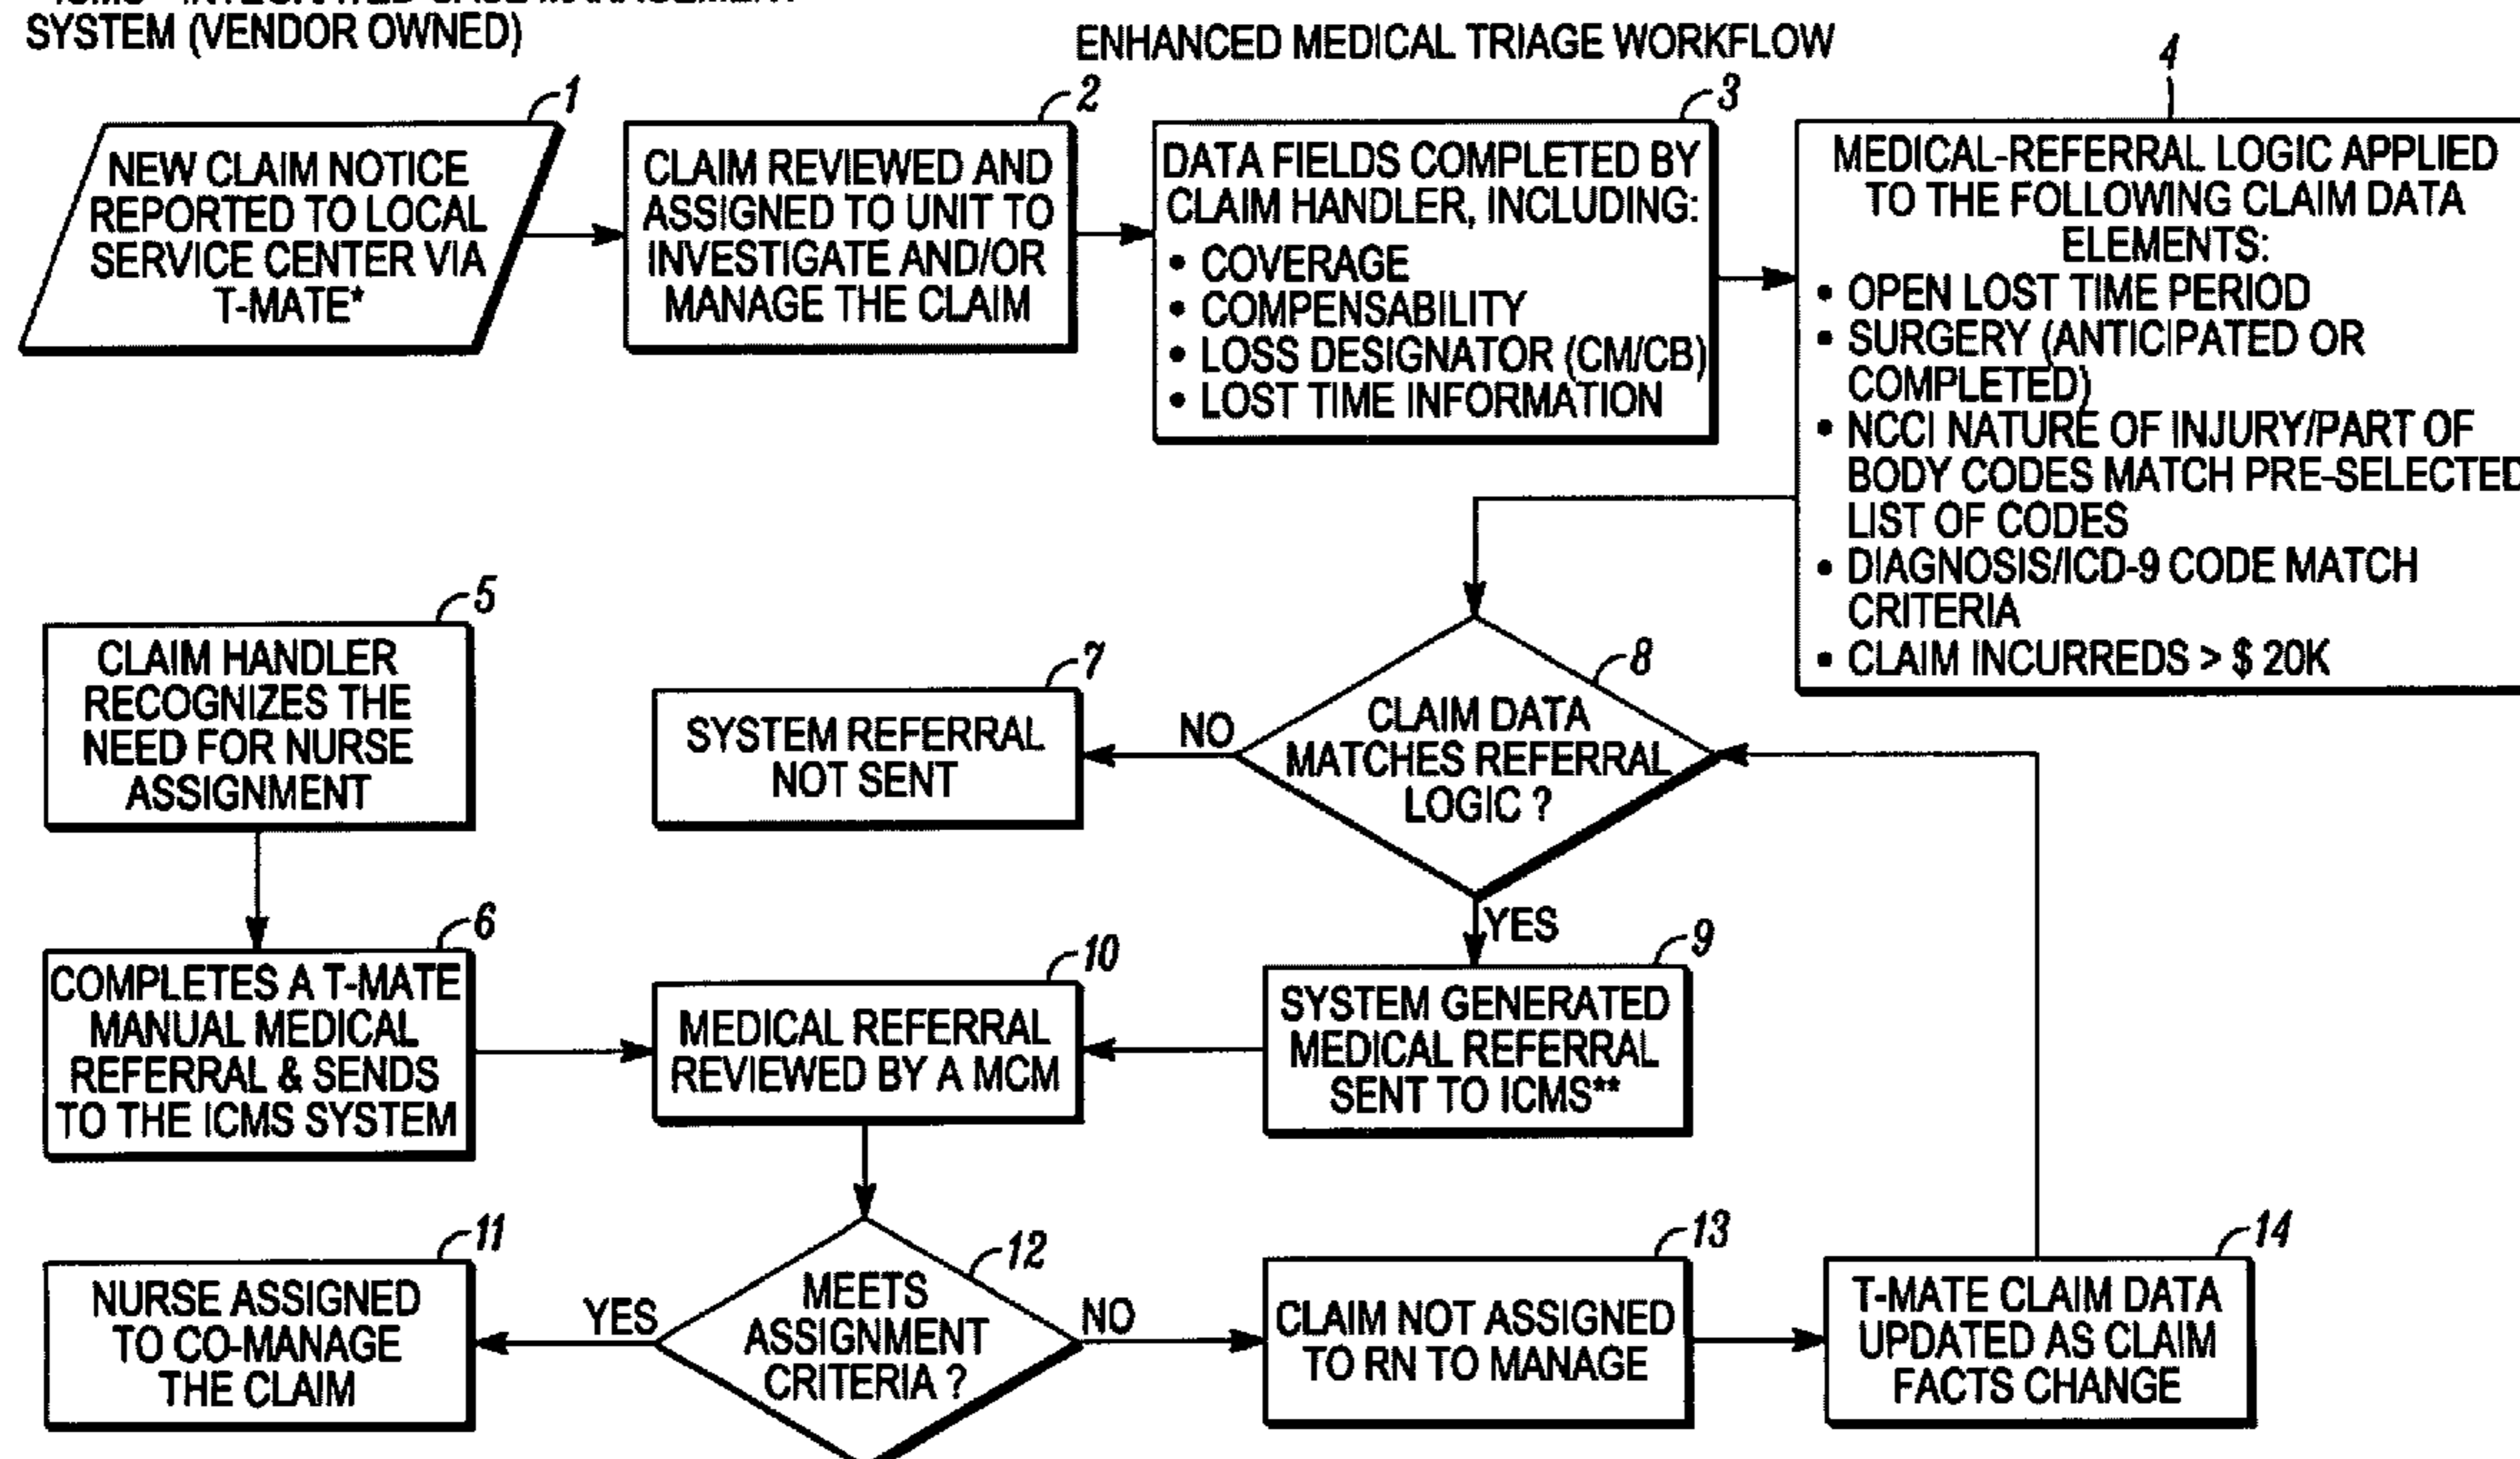 SYSTEM (VENDOR OWNED)
ENHANCED MEDICAL TRIAGE WORKFLOW
1
NEW CLAIM NOTICE
REPORTED TO LOCAL
SERVICE CENTER VIA
T-MATE*
2
CLAIM REVIEWED AND
ASSIGNED TO UNIT TO
INVESTIGATE AND/OR
MANAGE THE CLAIM
3
DATA FIELDS COMPLETED BY
CLAIM HANDLER, INCLUDING:
• COVERAGE
• COMPENSABILITY
• LOSS DESIGNATOR (CM/CB)
• LOST TIME INFORMATION
4
MEDICAL-REFERRAL LOGIC APPLIED
TO THE FOLLOWING CLAIM DATA
ELEMENTS:
• OPEN LOST TIME PERIOD
• SURGERY (ANTICIPATED OR
COMPLETED)
• NCCI NATURE OF INJURY/PART OF
BODY CODES MATCH PRE-SELECTED
LIST OF CODES
• DIAGNOSIS/ICD-9 CODE MATCH
CRITERIA
• CLAIM INCURREDS > $ 20K
5
CLAIM HANDLER
RECOGNIZES THE
NEED FOR NURSE
ASSIGNMENT
7
SYSTEM REFERRAL
NOT SENT
NO
8
CLAIM DATA
MATCHES REFERRAL
LOGIC ?
YES
6
COMPLETES A T-MATE
MANUAL MEDICAL
REFERRAL & SENDS
TO THE ICMS SYSTEM
10
MEDICAL REFERRAL
REVIEWED BY A MCM
9
SYSTEM GENERATED
MEDICAL REFERRAL
SENT TO ICMS**
11
NURSE ASSIGNED
TO CO-MANAGE
THE CLAIM
YES
12
MEETS
ASSIGNMENT
CRITERIA ?
NO
13
CLAIM NOT ASSIGNED
TO RN TO MANAGE
14
T-MATE CLAIM DATA
UPDATED AS CLAIM
FACTS CHANGE